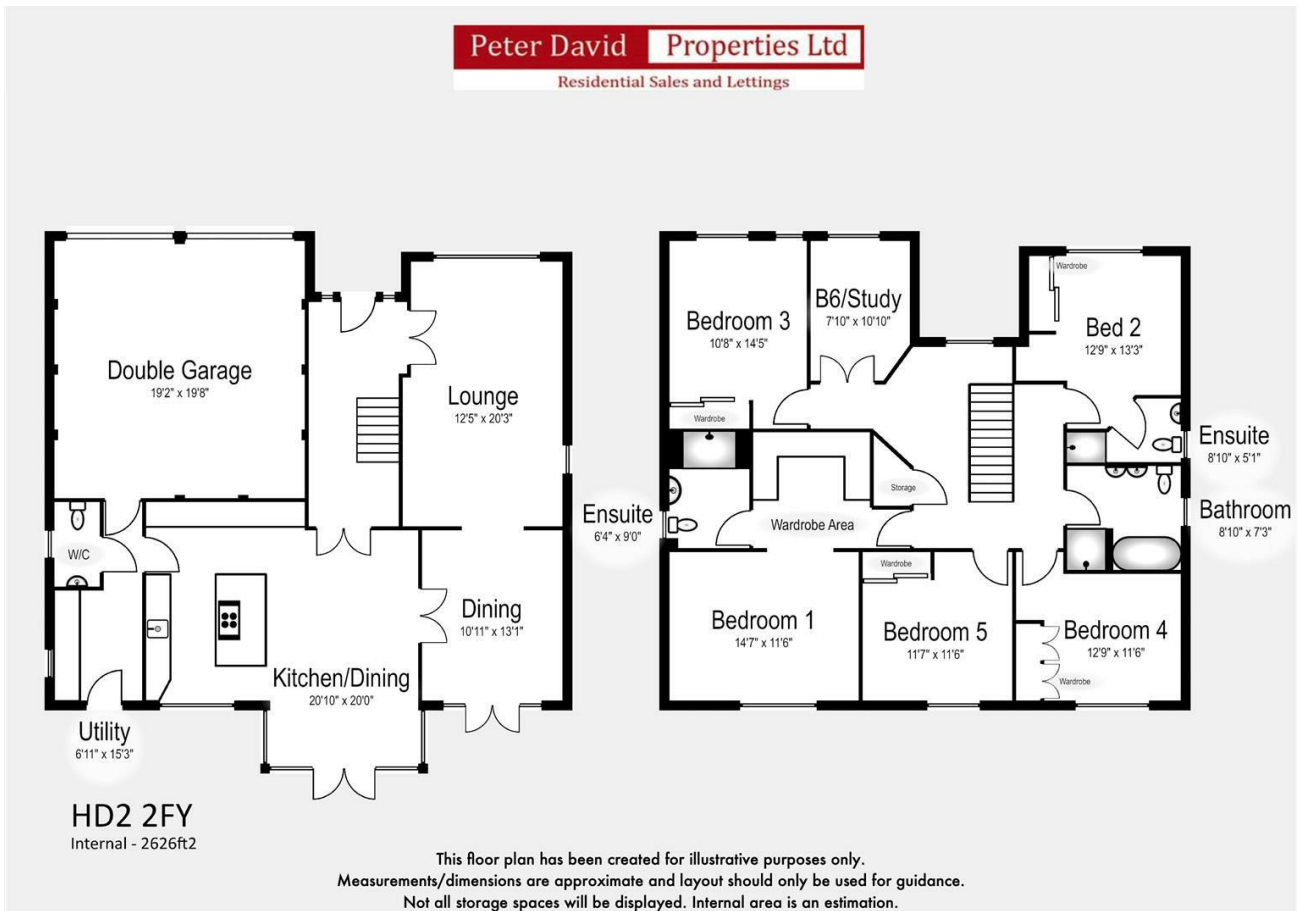 Peter David Properties Ltd
Residential Sales and Lettings
Double Garage
19'2" x 19'8"
Lounge
12'5" x 20'3"
W/C
Dining
10'11" x 13'1"
Kitchen/Dining
20'10" x 20'0"
Utility
6'11" x 15'3"
Bedroom 3
10'8" x 14'5"
Wardrobe
B6/Study
7'10" x 10'10"
Wardrobe
Bed 2
12'9" x 13'3"
Ensuite
8'10" x 5'1"
Storage
Ensuite
6'4" x 9'0"
Wardrobe Area
Bathroom
8'10" x 7'3"
Bedroom 1
14'7" x 11'6"
Wardrobe
Bedroom 5
11'7" x 11'6"
Bedroom 4
12'9" x 11'6"
Wardrobe
HD2 2FY
Internal - 2626ft2
This floor plan has been created for illustrative purposes only.
Measurements/dimensions are approximate and layout should only be used for guidance.
Not all storage spaces will be displayed. Internal area is an estimation.